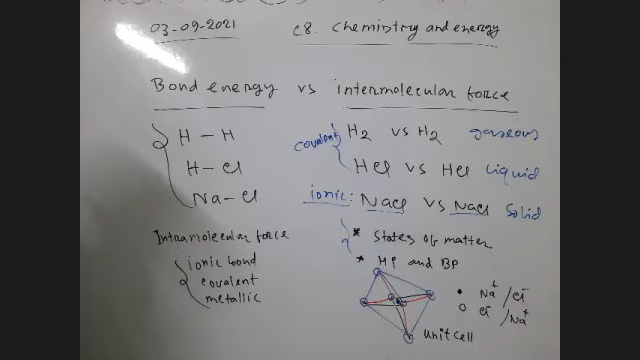 03-09-2021 C8. Chemistry and energy
Bond energy vs intermolecular force
H - H
H - Cl
Na - Cl
Intramolecular force
ionic bond
covalent
metallic
covalent
H2 vs H2 gaseous
HCl vs HCl Liquid
ionic: NaCl vs NaCl Solid
* States of matter
* MP and BP
• Na+ / Cl-
○ Cl- / Na+
unit cell